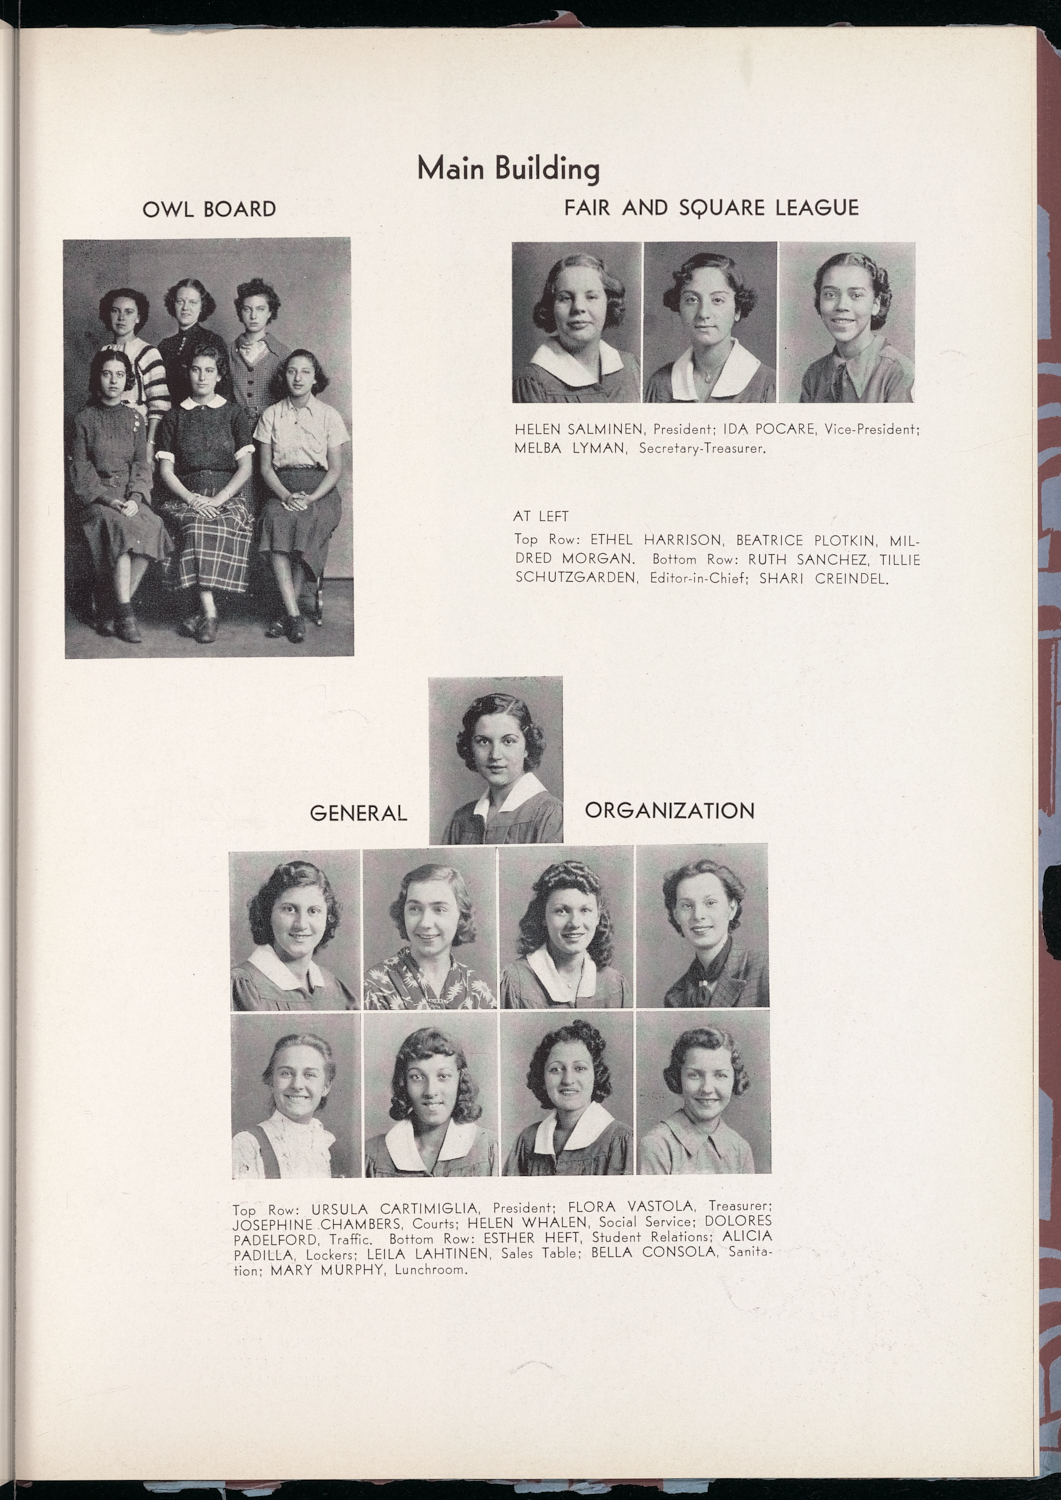 Main Building
OWL BOARD
FAIR AND SQUARE LEAGUE
HELEN SALMINEN, President; IDA POCARE, Vice-President;
MELBA LYMAN, Secretary-Treasurer.
AT LEFT
Top Row: ETHEL HARRISON, BEATRICE PLOTKIN, MIL-
DRED MORGAN. Bottom Row: RUTH SANCHEZ, TILLIE
SCHUTZGARDEN, Editor-in-Chief; SHARI CREINDEL.
GENERAL ORGANIZATION
Top Row: URSULA CARTIMIGLIA, President; FLORA VASTOLA, Treasurer;
JOSEPHINE CHAMBERS, Courts; HELEN WHALEN, Social Service; DOLORES
PADELFORD, Traffic. Bottom Row: ESTHER HEFT, Student Relations; ALICIA
PADILLA, Lockers; LEILA LAHTINEN, Sales Table; BELLA CONSOLA, Sanita-
tion; MARY MURPHY, Lunchroom.